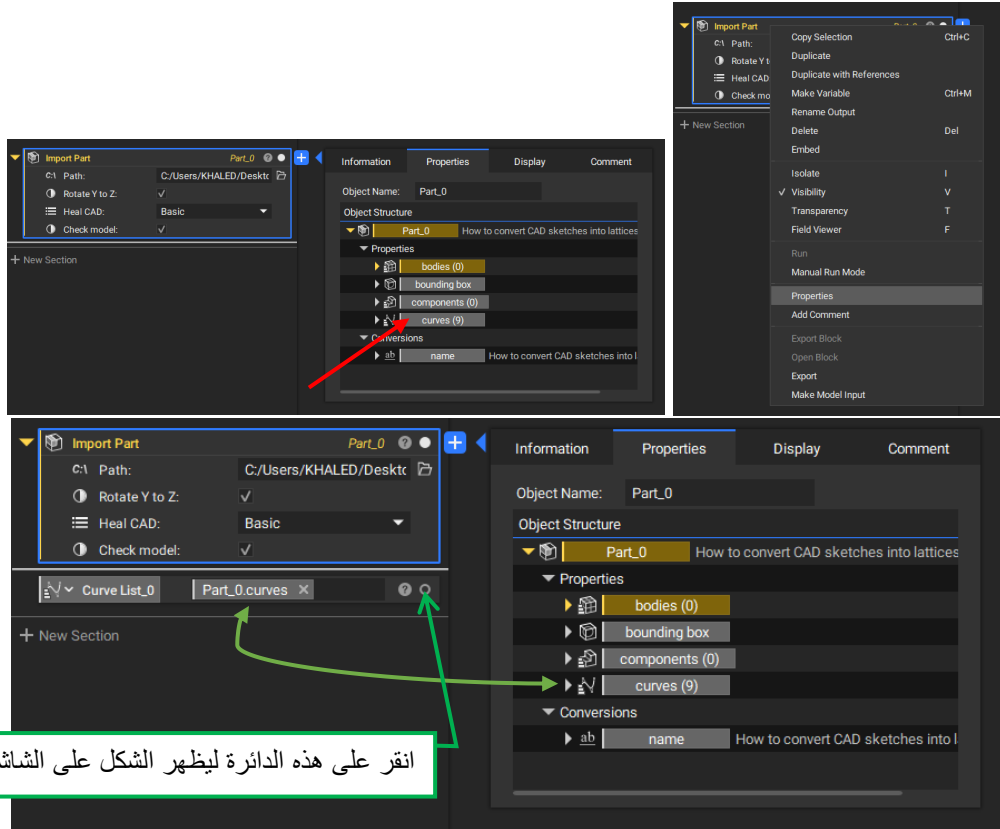 Import Part Part_0
C:\ Path:
Rotate Y t
Heal CAD
Check mo
+ New Section
Copy Selection Ctrl+C
Duplicate
Duplicate with References
Make Variable Ctrl+M
Rename Output
Delete Del
Embed
Isolate I
Visibility V
Transparency T
Field Viewer F
Run
Manual Run Mode
Properties
Add Comment
Export Block
Open Block
Export
Make Model Input
Import Part Part_0
C:\ Path: C:/Users/KHALED/Deskto
Rotate Y to Z:
Heal CAD: Basic
Check model:
+ New Section
Information Properties Display Comment
Object Name: Part_0
Object Structure
Part_0 How to convert CAD sketches into lattices
Properties
bodies (0)
bounding box
components (0)
curves (9)
Conversions
ab name How to convert CAD sketches into l
Import Part Part_0
C:\ Path: C:/Users/KHALED/Deskto
Rotate Y to Z:
Heal CAD: Basic
Check model:
Curve List_0 Part_0.curves
+ New Section
Information Properties Display Comment
Object Name: Part_0
Object Structure
Part_0 How to convert CAD sketches into lattices
Properties
bodies (0)
bounding box
components (0)
curves (9)
Conversions
ab name How to convert CAD sketches into l
انقر على هذه الدائرة ليظهر الشكل على الشاش